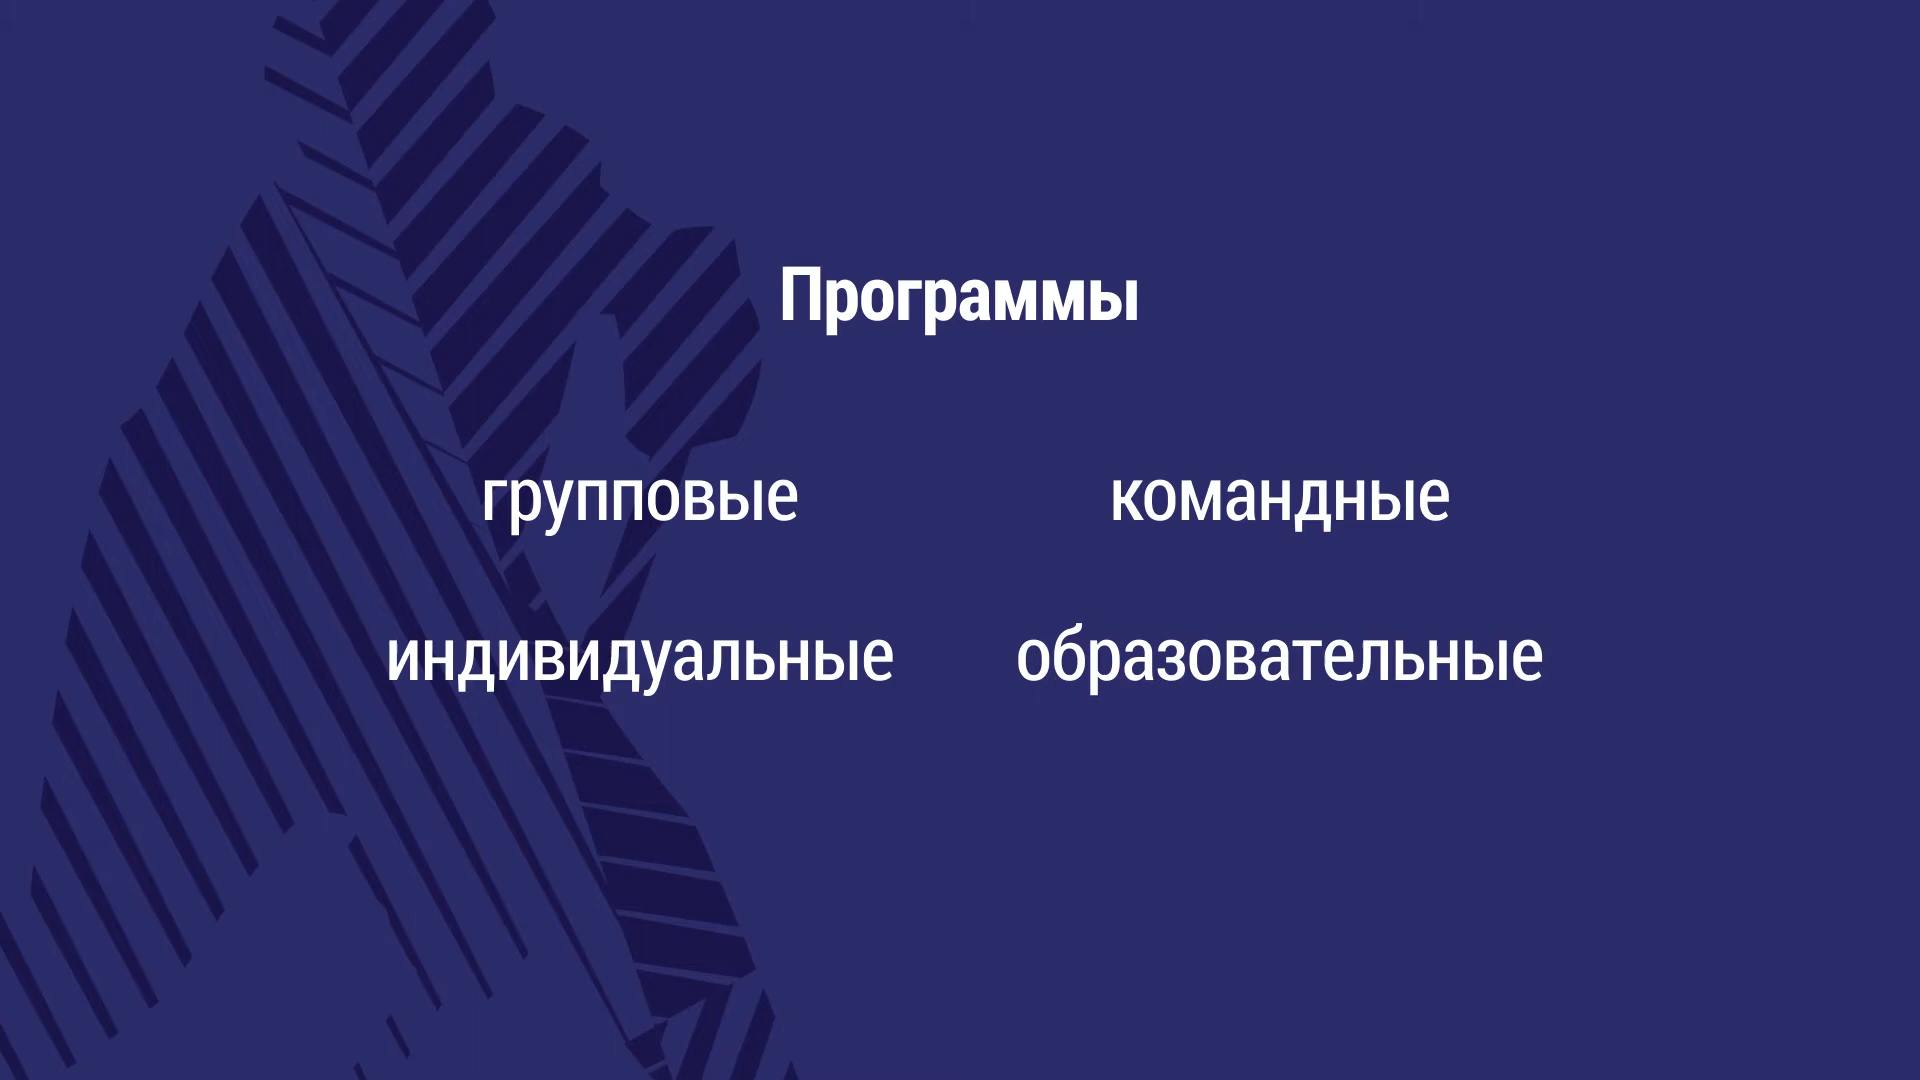 Программы
групповые командные
индивидуальные образовательные